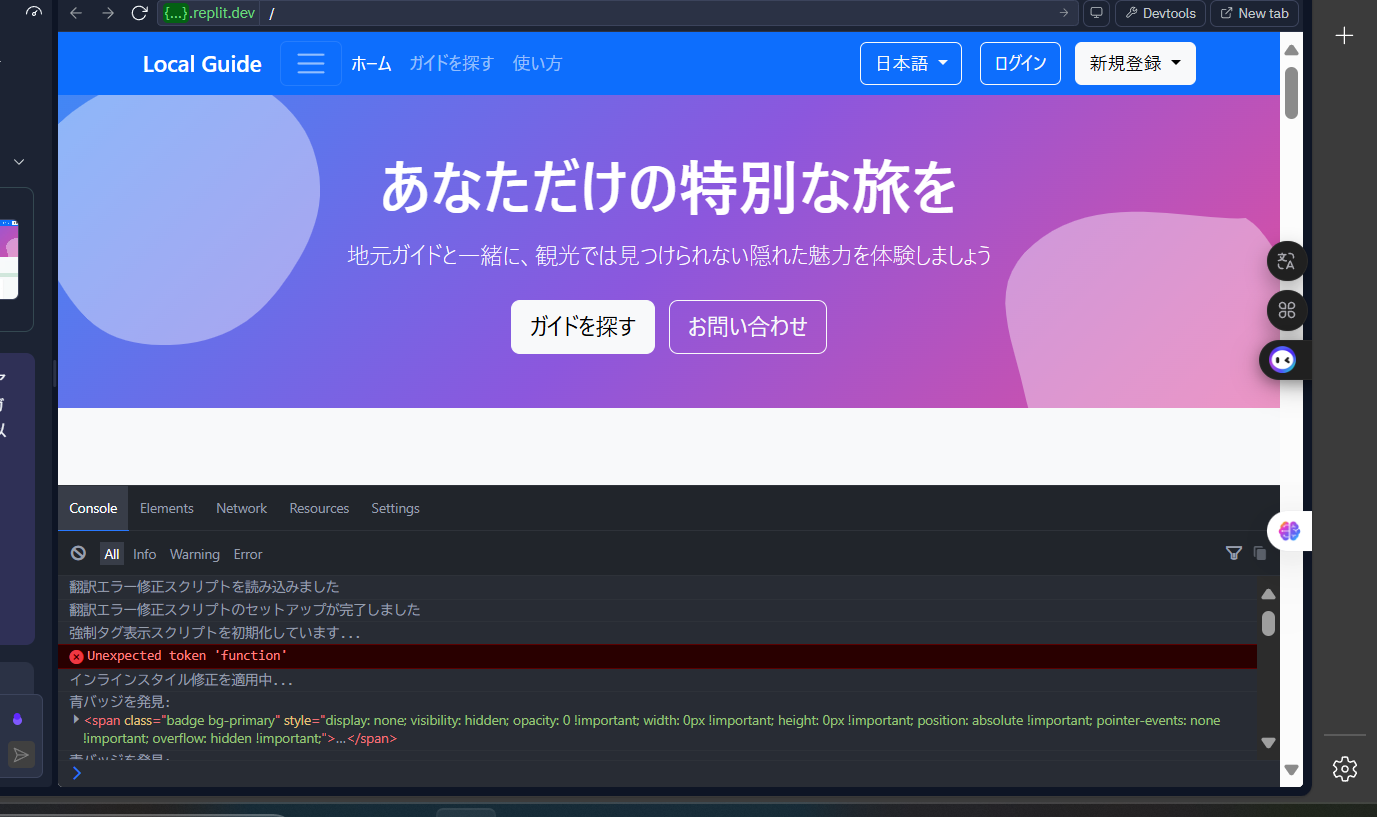 {...}.replit.dev /
Devtools
New tab
Local Guide
ホーム
ガイドを探す
使い方
日本語
ログイン
新規登録
あなただけの特別な旅を
地元ガイドと一緒に、観光では見つけられない隠れた魅力を体験しましょう
ガイドを探す
お問い合わせ
Console
Elements
Network
Resources
Settings
All
Info
Warning
Error
翻訳エラー修正スクリプトを読み込みました
翻訳エラー修正スクリプトのセットアップが完了しました
強制タグ表示スクリプトを初期化しています...
Unexpected token 'function'
インラインスタイル修正を適用中...
青バッジを発見:
<span class="badge bg-primary" style="display: none; visibility: hidden; opacity: 0 !important; width: 0px !important; height: 0px !important; position: absolute !important; pointer-events: none
!important; overflow: hidden !important;">...</span>
青バッジを発見: